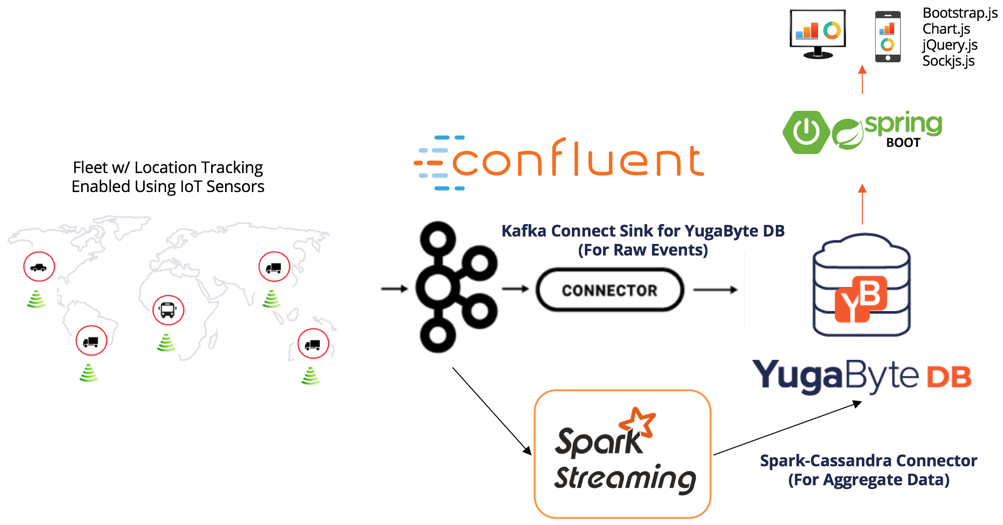 Bootstrap.js
Chart.js
jQuery.js
Sockjs.js
spring
BOOT
confluent
Fleet w/ Location Tracking
Enabled Using IoT Sensors
Kafka Connect Sink for YugaByte DB
(For Raw Events)
CONNECTOR
YB
YugaByte DB
Spark
Streaming
Spark-Cassandra Connector
(For Aggregate Data)